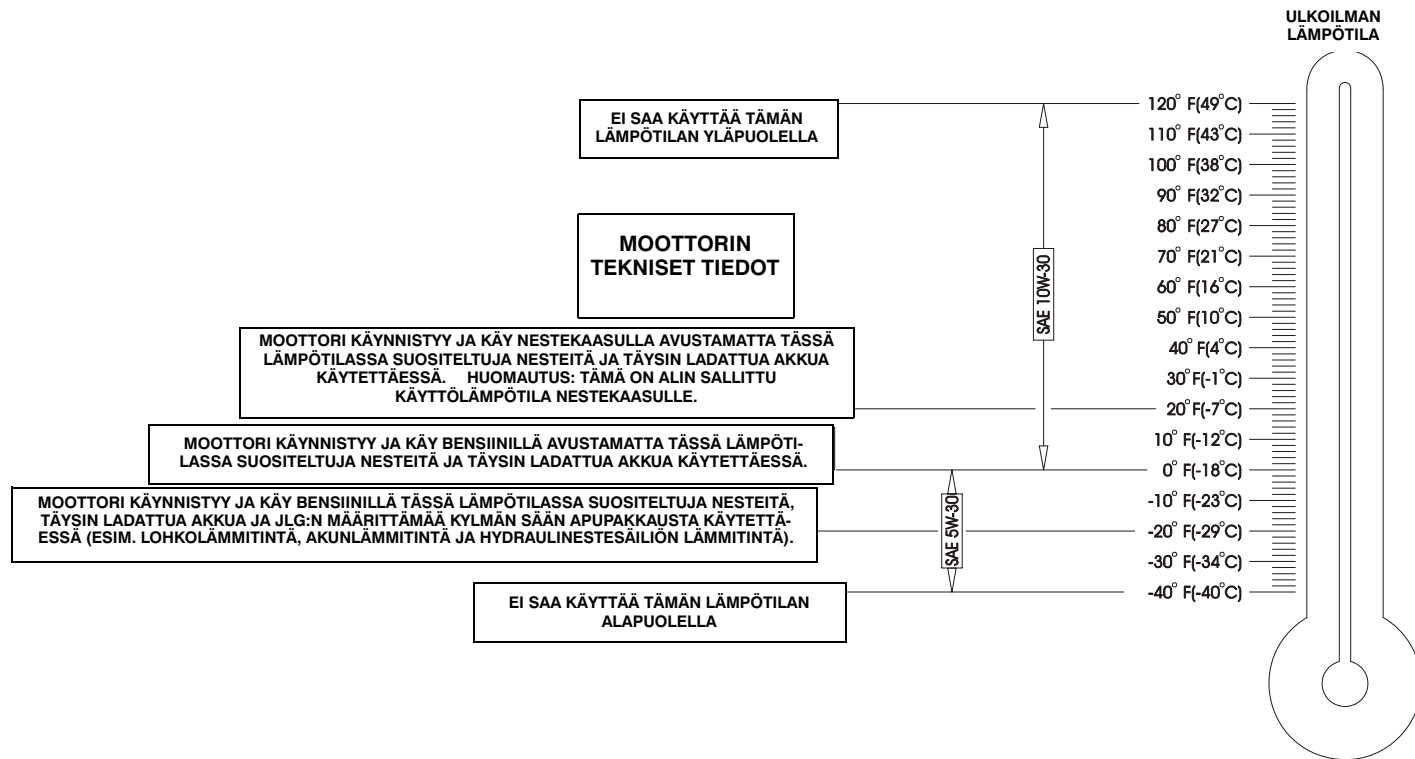 ULKOILMAN
LÄMPÖTILA
EI SAA KÄYTTÄÄ TÄMÄN
LÄMPÖTILAN YLÄPUOLELLA
MOOTTORIN
TEKNISET TIEDOT
MOOTTORI KÄYNNISTYY JA KÄY NESTEKAASULLA AVUSTAMATTA TÄSSÄ
LÄMPÖTILASSA SUOSITELTUJA NESTEITÄ JA TÄYSIN LADATTUA AKKUA
KÄYTETTÄESSÄ. HUOMAUTUS: TÄMÄ ON ALIN SALLITTU
KÄYTTÖLÄMPÖTILA NESTEKAASULLE.
MOOTTORI KÄYNNISTYY JA KÄY BENSIINILLÄ AVUSTAMATTA TÄSSÄ LÄMPÖTI-
LASSA SUOSITELTUJA NESTEITÄ JA TÄYSIN LADATTUA AKKUA KÄYTETTÄESSÄ.
MOOTTORI KÄYNNISTYY JA KÄY BENSIINILLÄ TÄSSÄ LÄMPÖTILASSA SUOSITELTUJA NESTEITÄ,
TÄYSIN LADATTUA AKKUA JA JLG:N MÄÄRITTÄMÄÄ KYLMÄN SÄÄN APUPAKKAUSTA KÄYTETTÄ-
ESSÄ (ESIM. LOHKOLÄMMITINTÄ, AKUNLÄMMITINTÄ JA HYDRAULINESTESÄILIÖN LÄMMITINTÄ).
EI SAA KÄYTTÄÄ TÄMÄN LÄMPÖTILAN
ALAPUOLELLA
SAE 10W-30
SAE 5W-30
120° F(49°C)
110° F(43°C)
100° F(38°C)
90° F(32°C)
80° F(27°C)
70° F(21°C)
60° F(16°C)
50° F(10°C)
40° F(4°C)
30° F(-1°C)
20° F(-7°C)
10° F(-12°C)
0° F(-18°C)
-10° F(-23°C)
-20° F(-29°C)
-30° F(-34°C)
-40° F(-40°C)